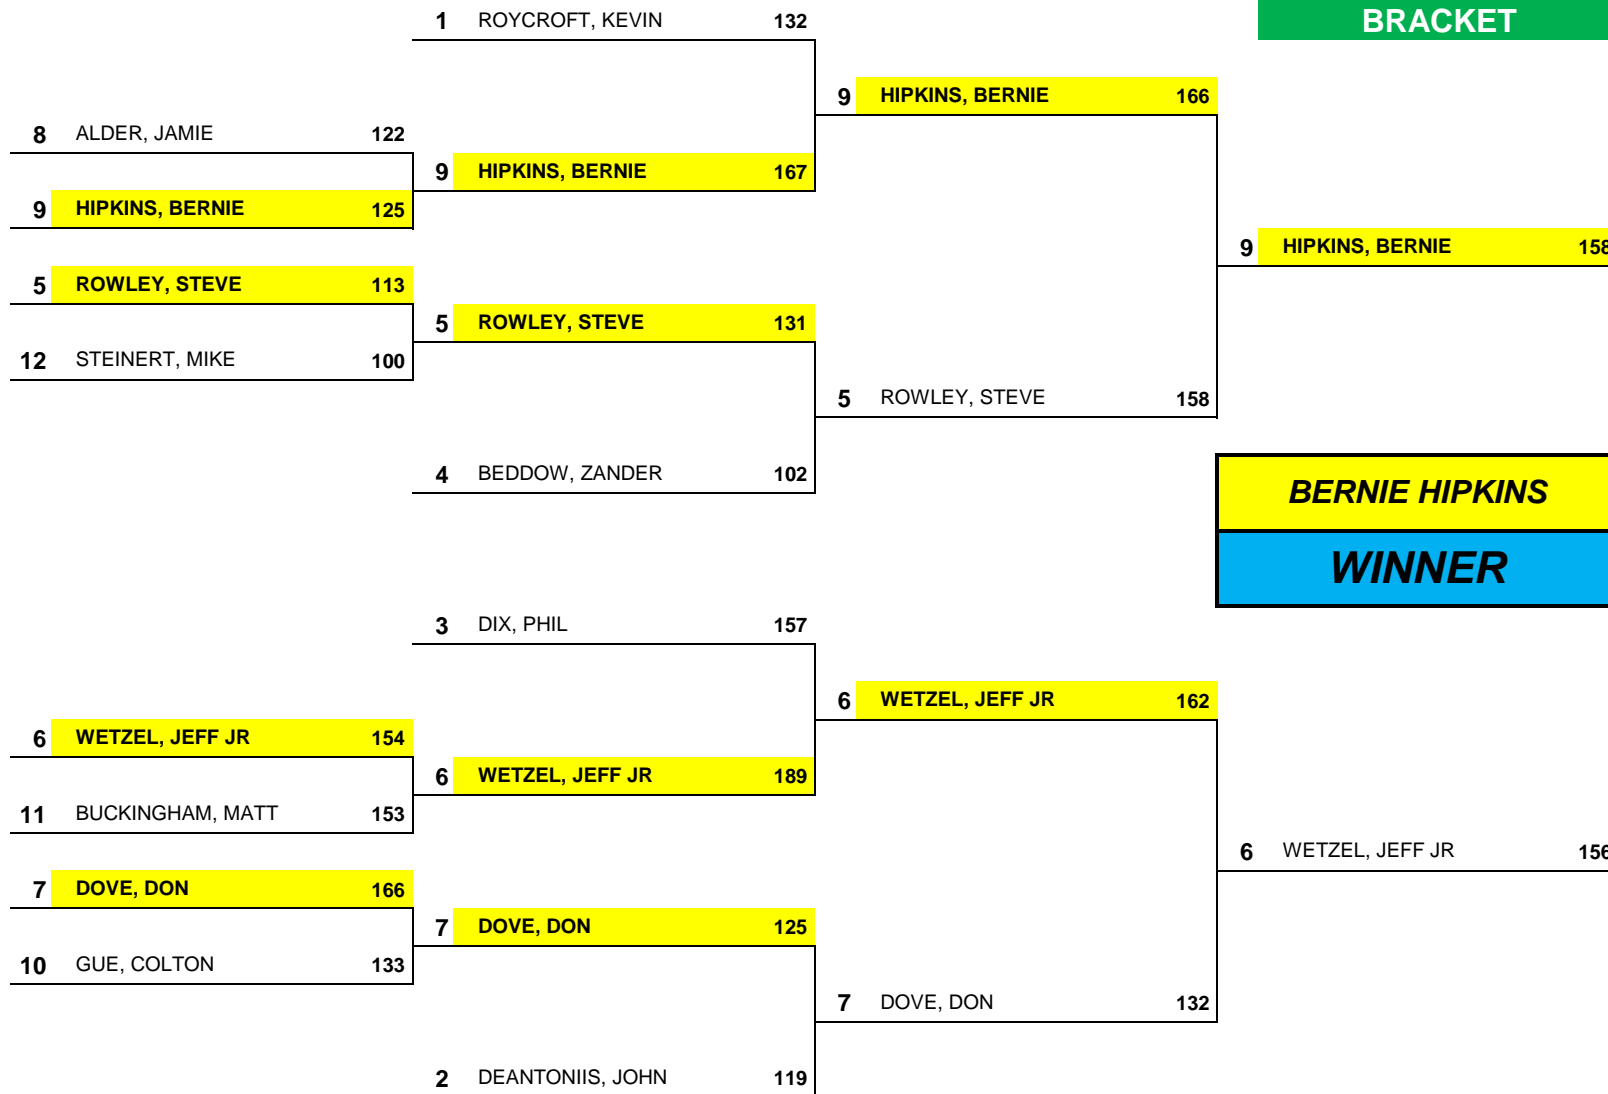 1 ROYCROFT, KEVIN 132
BRACKET
9 HIPKINS, BERNIE 166
8 ALDER, JAMIE 122
9 HIPKINS, BERNIE 167
9 HIPKINS, BERNIE 125
9 HIPKINS, BERNIE 158
5 ROWLEY, STEVE 113
5 ROWLEY, STEVE 131
12 STEINERT, MIKE 100
5 ROWLEY, STEVE 158
4 BEDDOW, ZANDER 102
BERNIE HIPKINS
WINNER
3 DIX, PHIL 157
6 WETZEL, JEFF JR 162
6 WETZEL, JEFF JR 154
6 WETZEL, JEFF JR 189
11 BUCKINGHAM, MATT 153
6 WETZEL, JEFF JR 156
7 DOVE, DON 166
7 DOVE, DON 125
10 GUE, COLTON 133
7 DOVE, DON 132
2 DEANTONIIS, JOHN 119